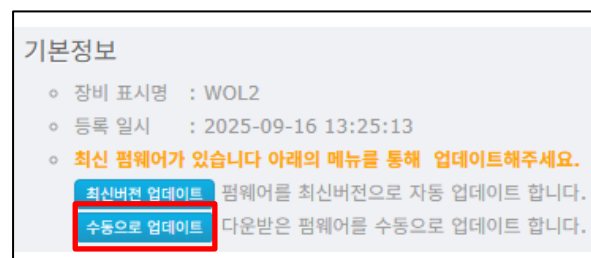 기본정보
장비 표시명 : WOL2
등록 일시 : 2025-09-16 13:25:13
최신 펌웨어가 있습니다 아래의 메뉴를 통해 업데이트해주세요.
최신버전 업데이트 펌웨어를 최신버전으로 자동 업데이트 합니다.
수동으로 업데이트 다운받은 펌웨어를 수동으로 업데이트 합니다.